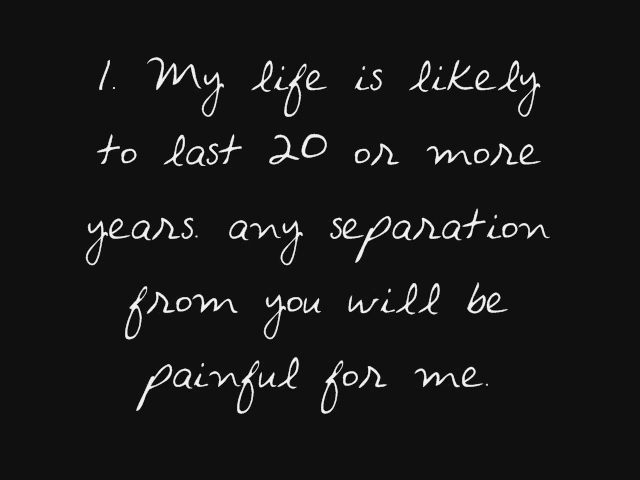 1. My life is likely
to last 20 or more
years. any separation
from you will be
painful for me.